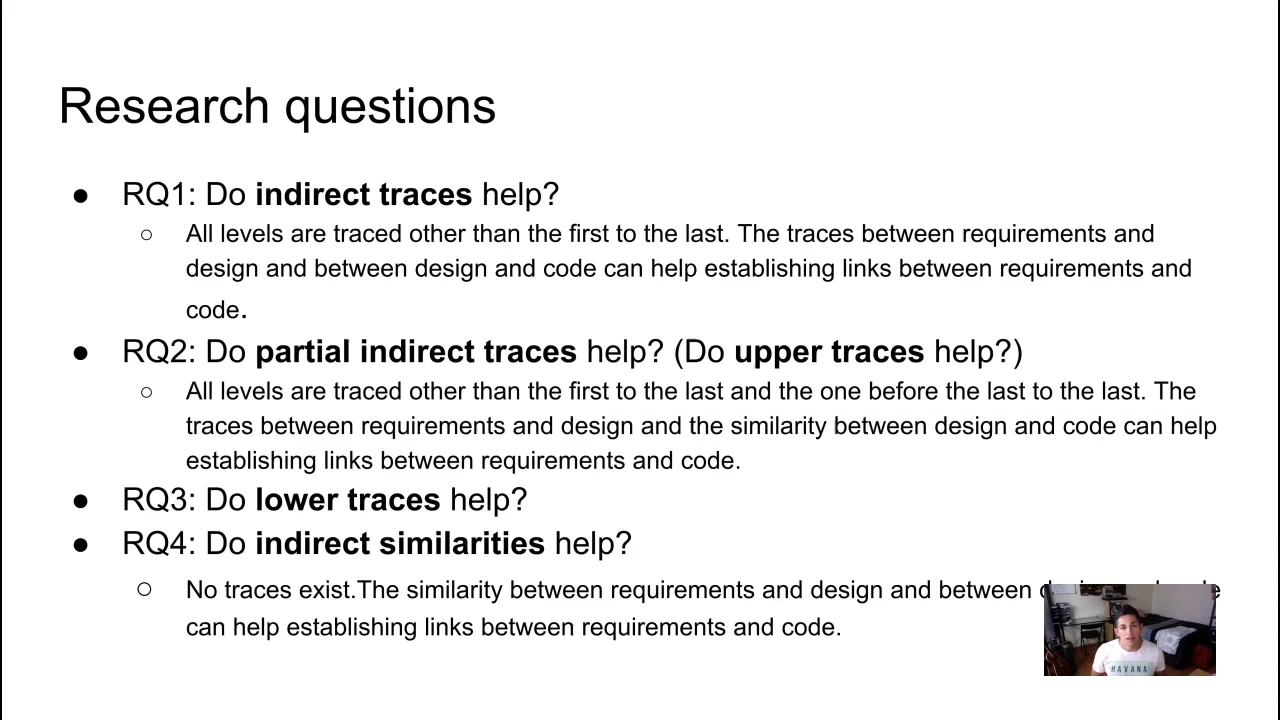 Research questions
● RQ1: Do indirect traces help?
○ All levels are traced other than the first to the last. The traces between requirements and
design and between design and code can help establishing links between requirements and
code.
● RQ2: Do partial indirect traces help? (Do upper traces help?)
○ All levels are traced other than the first to the last and the one before the last to the last. The
traces between requirements and design and the similarity between design and code can help
establishing links between requirements and code.
● RQ3: Do lower traces help?
● RQ4: Do indirect similarities help?
○ No traces exist.The similarity between requirements and design and between
can help establishing links between requirements and code.
HAVANA